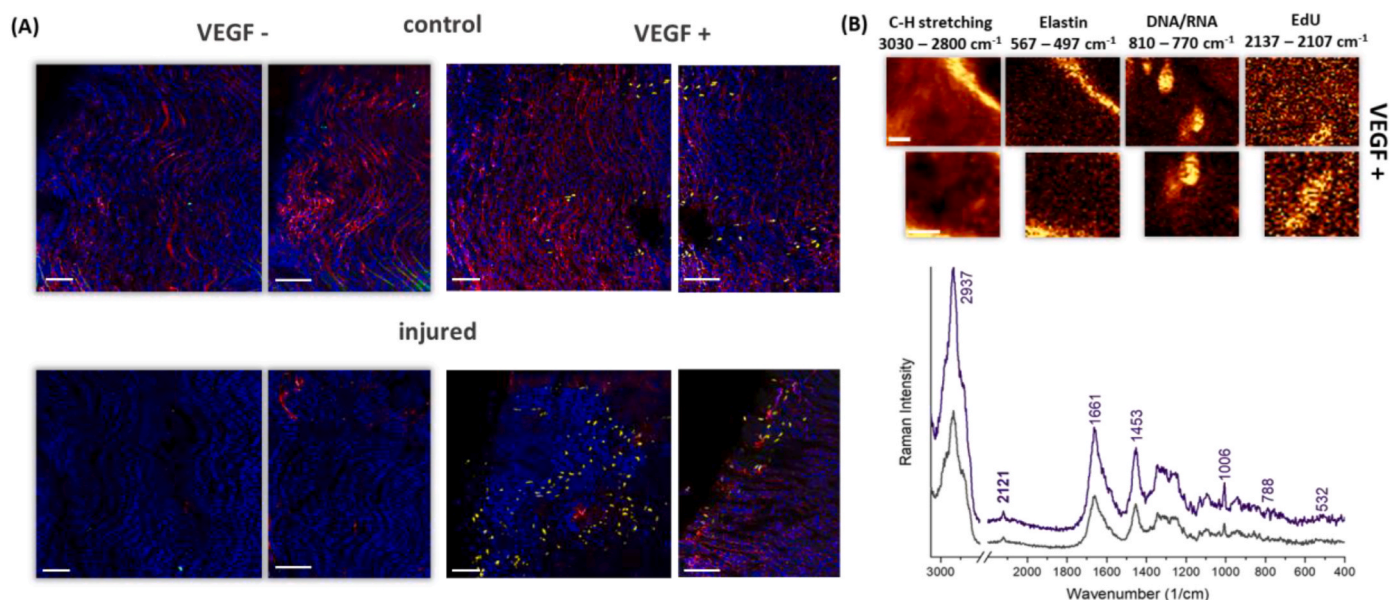 (A)
control
VEGF -
VEGF +
injured
(B)
C-H stretching
3030 – 2800 cm-1
Elastin
567 – 497 cm-1
DNA/RNA
810 – 770 cm-1
EdU
2137 – 2107 cm-1
VEGF +
Raman Intensity
2937
2121
1661
1453
1006
788
532
3000
2000
1600
1400
1200
1000
800
600
400
Wavenumber (1/cm)